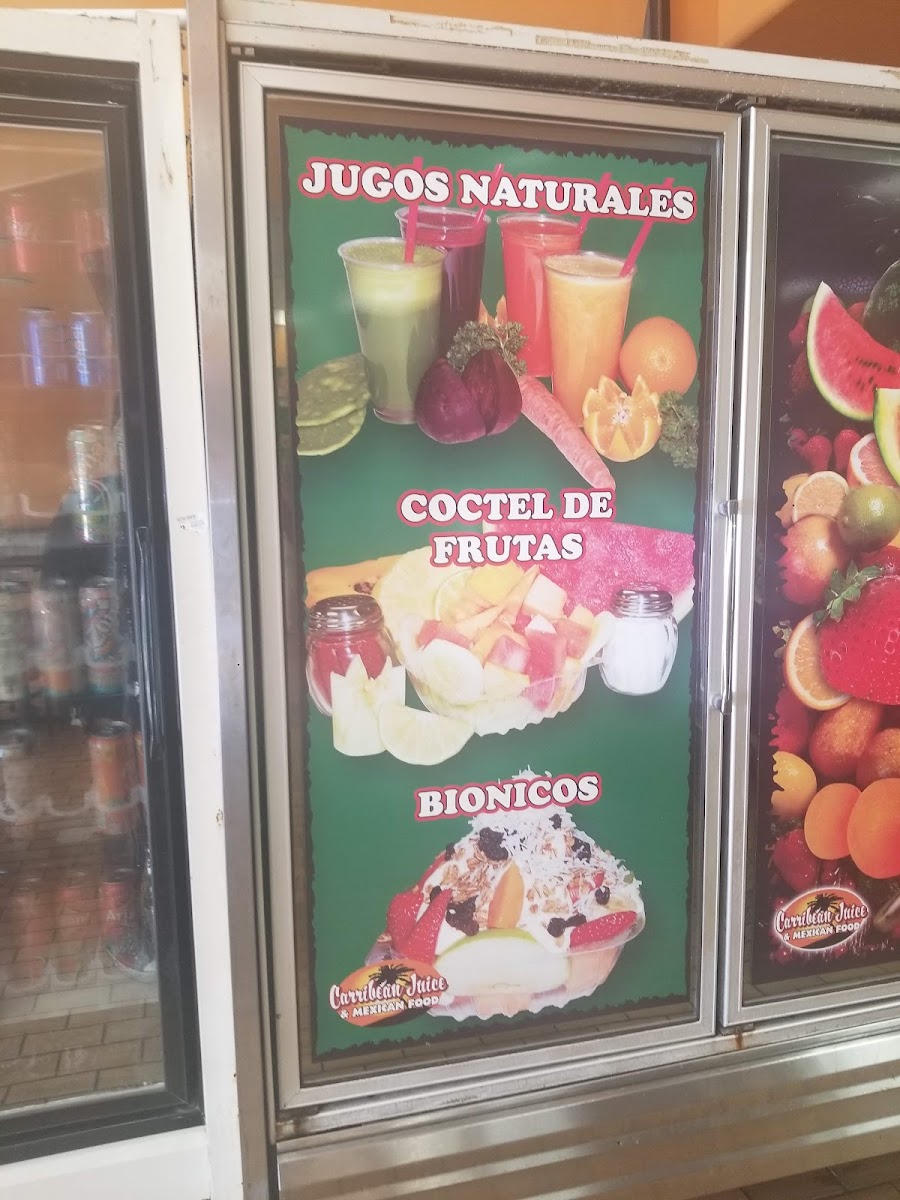 JUGOS NATURALES
COCTEL DE
FRUTAS
BIONICOS
Carribean Juice
& MEXICAN FOOD
Carribean Juice
& MEXICAN FOOD